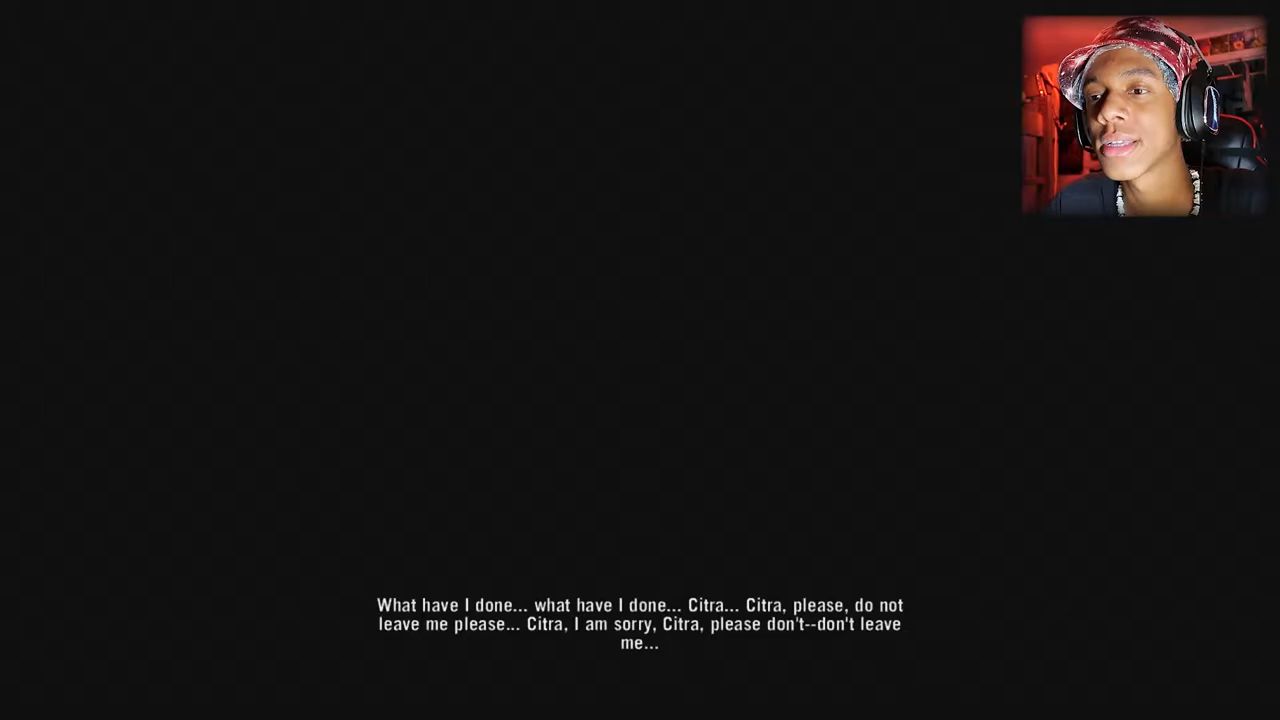 What have I done... what have I done... Citra... Citra, please, do not
leave me please... Citra, I am sorry, Citra, please don't--don't leave
me...